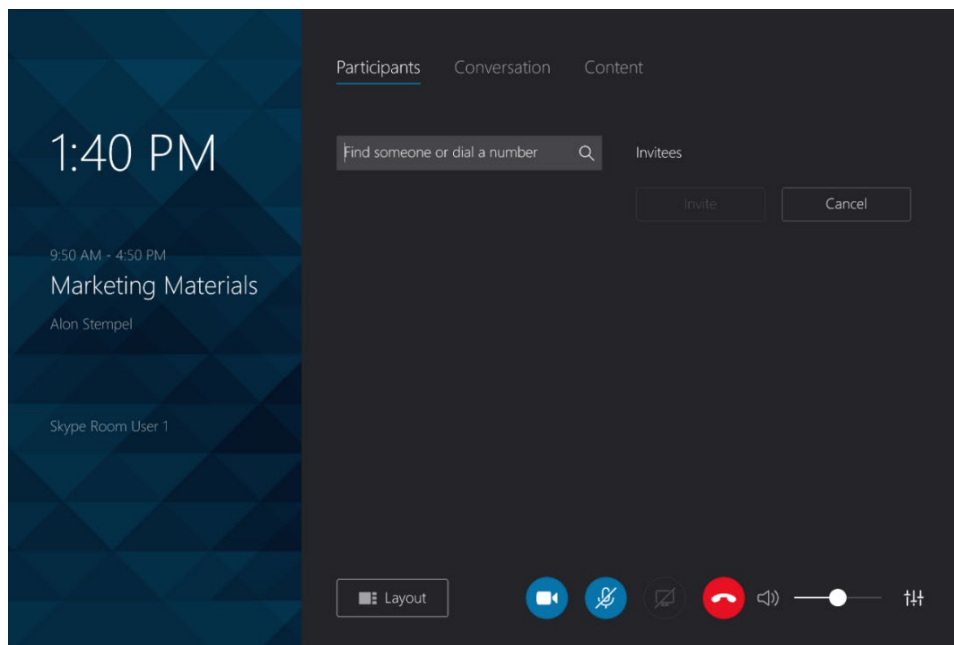 1:40 PM
9:50 AM - 4:50 PM
Marketing Materials
Alon Stempel
Skype Room User 1
Participants Conversation Content
Find someone or dial a number
Invitees
Invite Cancel
Layout